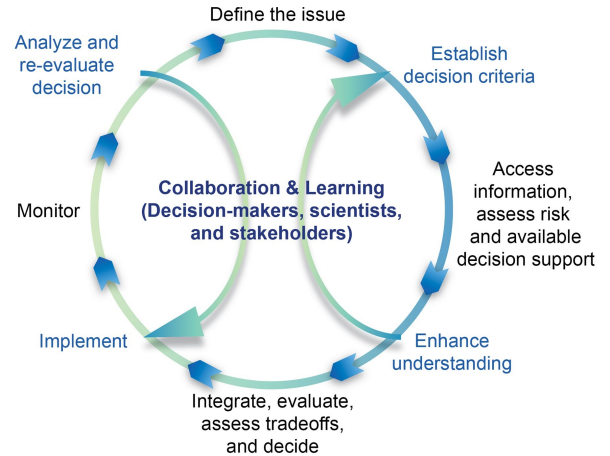 Define the issue
Analyze and
re-evaluate
decision
Establish
decision criteria
Collaboration & Learning
(Decision-makers, scientists,
and stakeholders)
Access
information,
assess risk
and available
decision support
Monitor
Implement
Enhance
understanding
Integrate, evaluate,
assess tradeoffs,
and decide